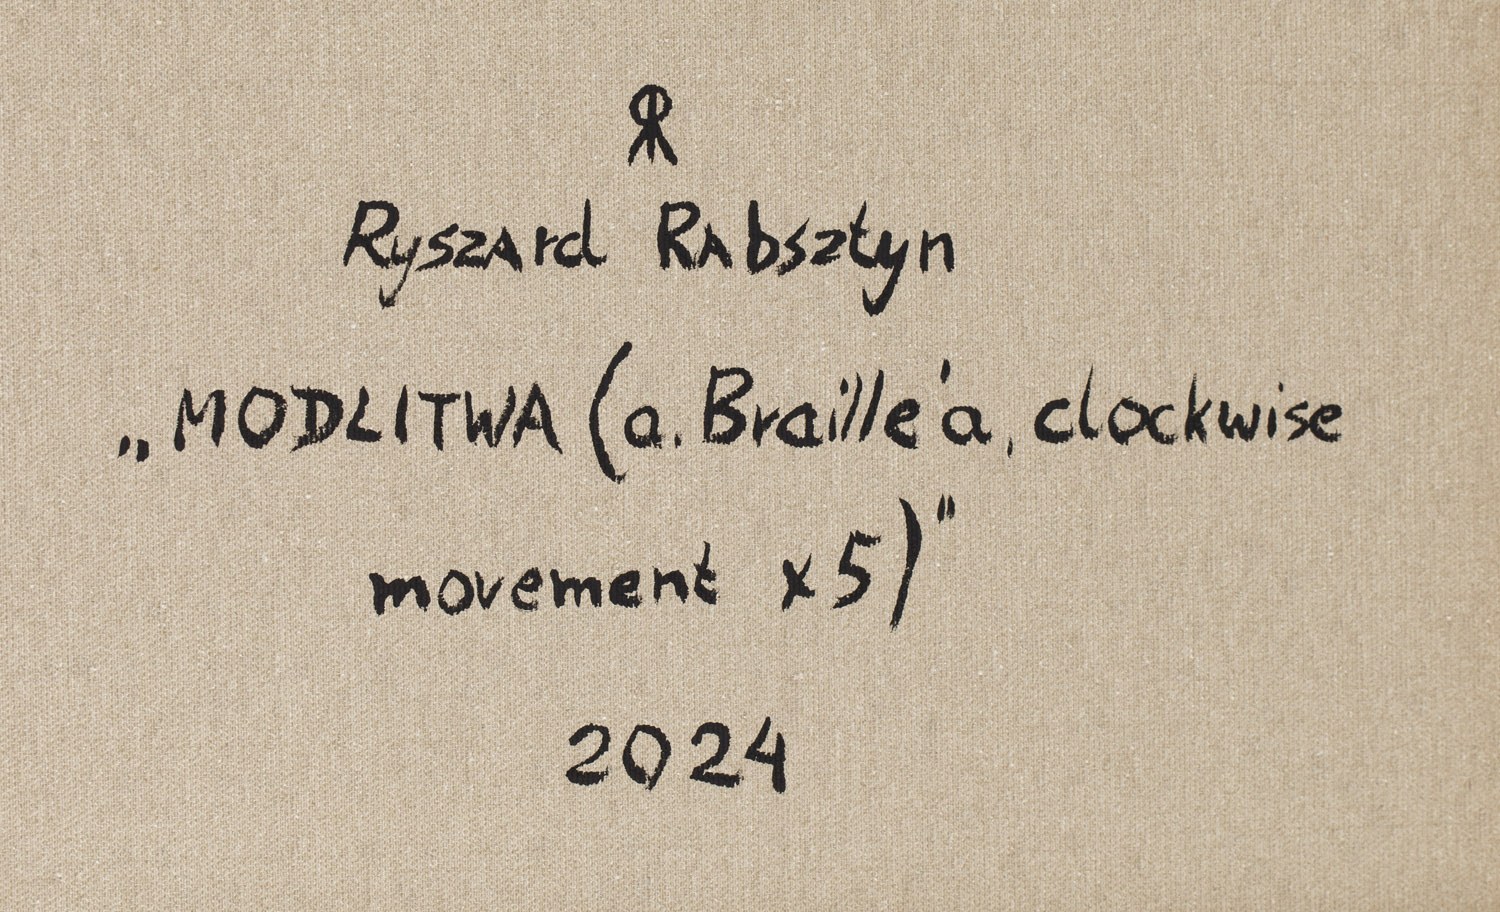 Ryszard Rabsztyn
„MODLITWA (a. Braille'a, clockwise
movement x5)"
2024